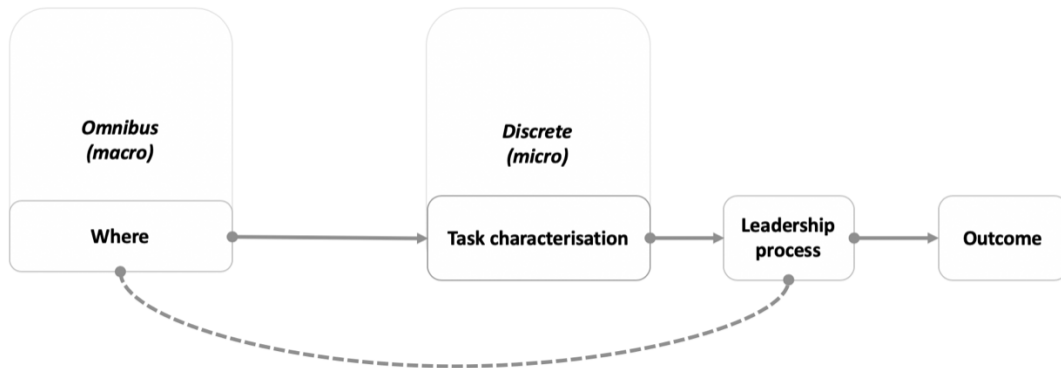 Omnibus
(macro)
Discrete
(micro)
Where
Task characterisation
Leadership
process
Outcome